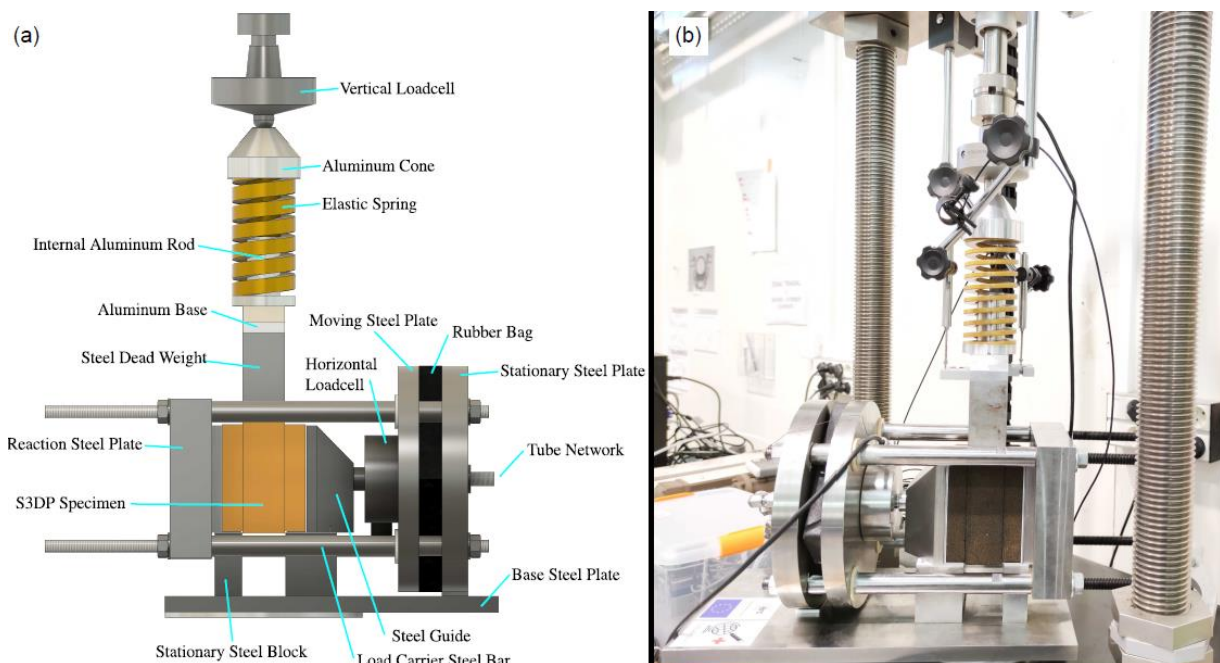 (a)
Vertical Loadcell
Aluminum Cone
Elastic Spring
Internal Aluminum Rod
Aluminum Base
Moving Steel Plate
Rubber Bag
Steel Dead Weight
Horizontal
Loadcell
Stationary Steel Plate
Reaction Steel Plate
Tube Network
S3DP Specimen
Base Steel Plate
Steel Guide
Stationary Steel Block
Load Carrier Steel Bar
(b)